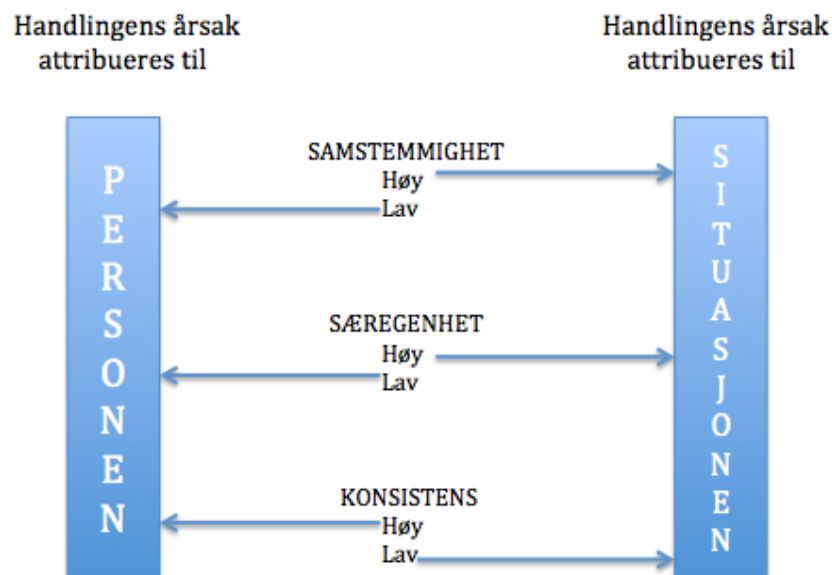 Handlingens årsak
attribueres til
Handlingens årsak
attribueres til
PERSONEN
SAMSTEMMIGHET
Høy
Lav
SÆREGENHET
Høy
Lav
KONSISTENS
Høy
Lav
SITUASJONEN